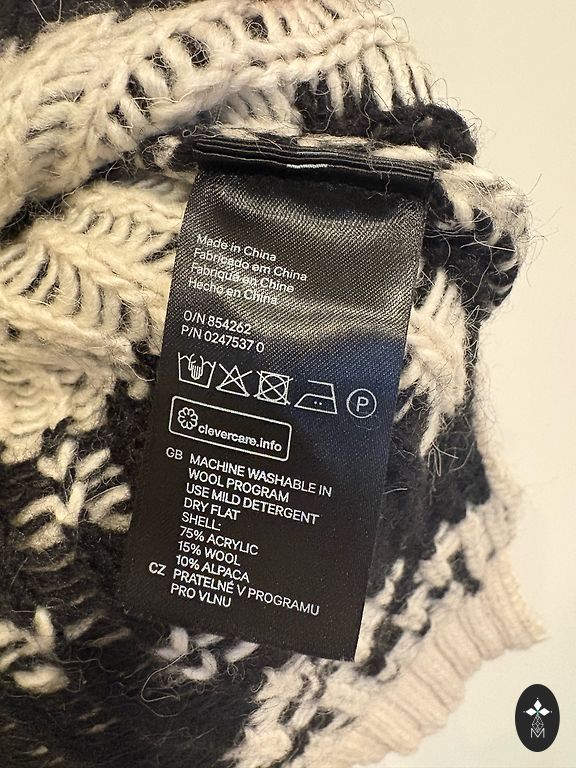 Made in China
Fabricado em China
Fabriqué en Chine
Hecho en China
O/N 854262
P/N 0247537 0
P
clevercare.info
GB MACHINE WASHABLE IN
WOOL PROGRAM
USE MILD DETERGENT
DRY FLAT
SHELL:
75% ACRYLIC
15% WOOL
10% ALPACA
CZ PRATELNÉ V PROGRAMU
PRO VLNU
M